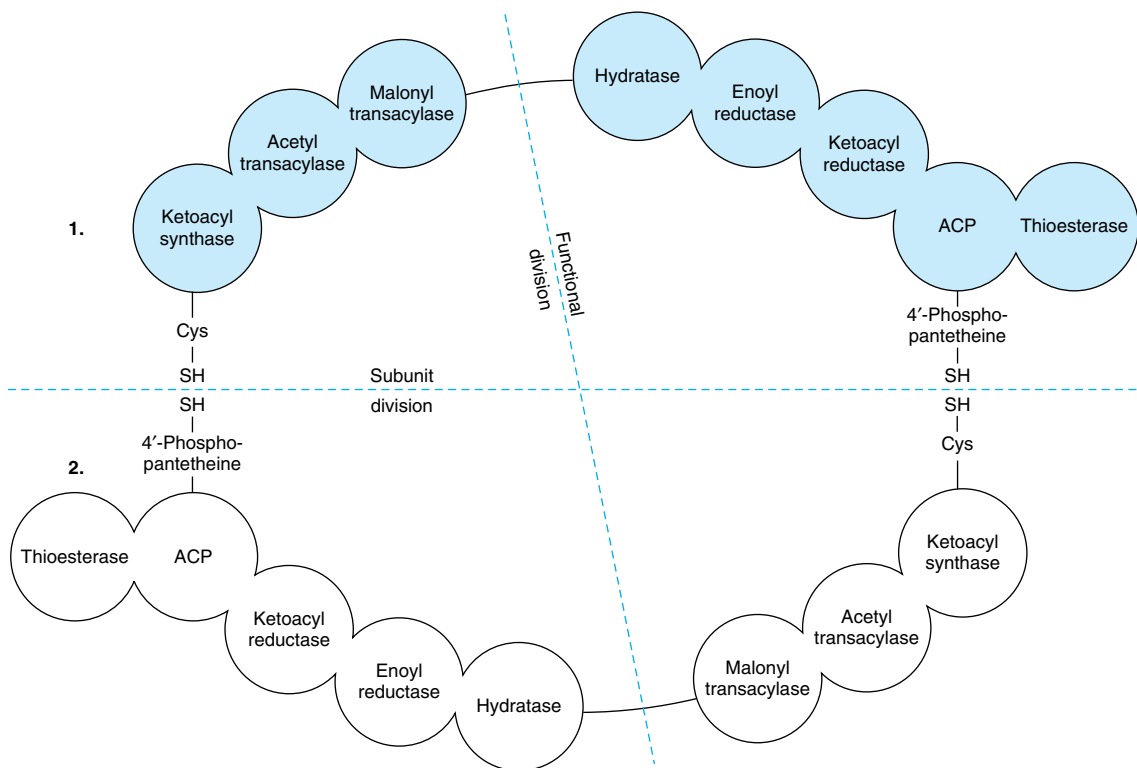 Hydratase
Enoyl
reductase
Malonyl
transacylase
Acetyl
transacylase
Ketoacyl
reductase
Ketoacyl
synthase
1.
ACP
Thioesterase
Functional
division
Cys
SH
4′-Phospho-
pantetheine
SH
Subunit
division
SH
4′-Phospho-
pantetheine
SH
Cys
2.
Thioesterase
ACP
Ketoacyl
synthase
Ketoacyl
reductase
Acetyl
transacylase
Enoyl
reductase
Malonyl
transacylase
Hydratase